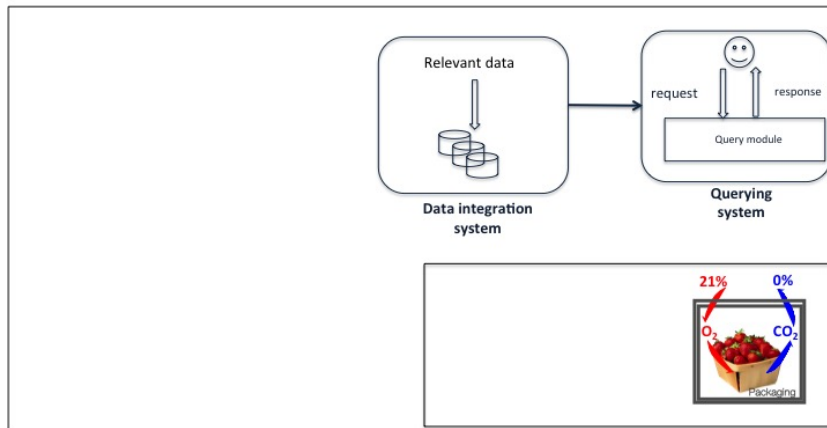 Relevant data
Data integration
system
request
response
Query module
Querying
system
21%
0%
O₂
CO₂
Packaging